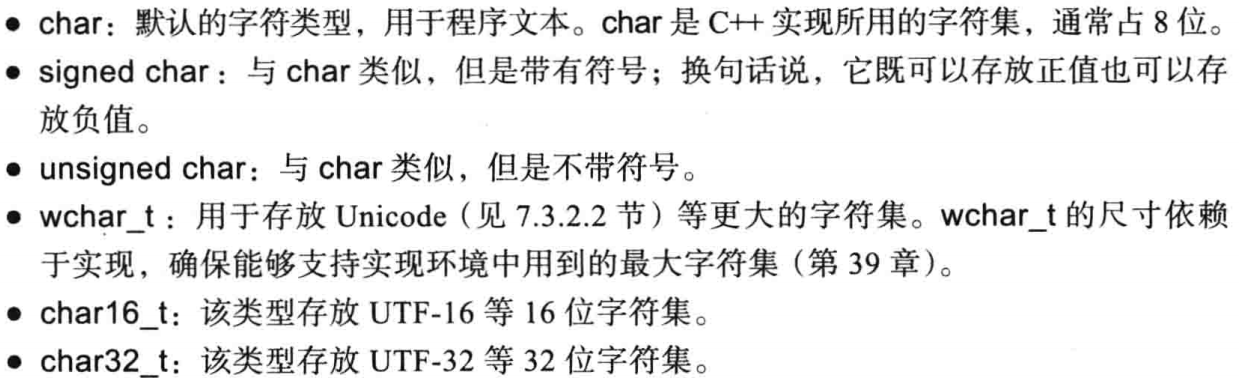 • char：默认的字符类型，用于程序文本。char 是 C++ 实现所用的字符集，通常占 8 位。
• signed char：与 char 类似，但是带有符号；换句话说，它既可以存放正值也可以存
放负值。
• unsigned char：与 char 类似，但是不带符号。
• wchar_t：用于存放 Unicode（见 7.3.2.2 节）等更大的字符集。wchar_t 的尺寸依赖
于实现，确保能够支持实现环境中用到的最大字符集（第 39 章）。
• char16_t：该类型存放 UTF-16 等 16 位字符集。
• char32_t：该类型存放 UTF-32 等 32 位字符集。